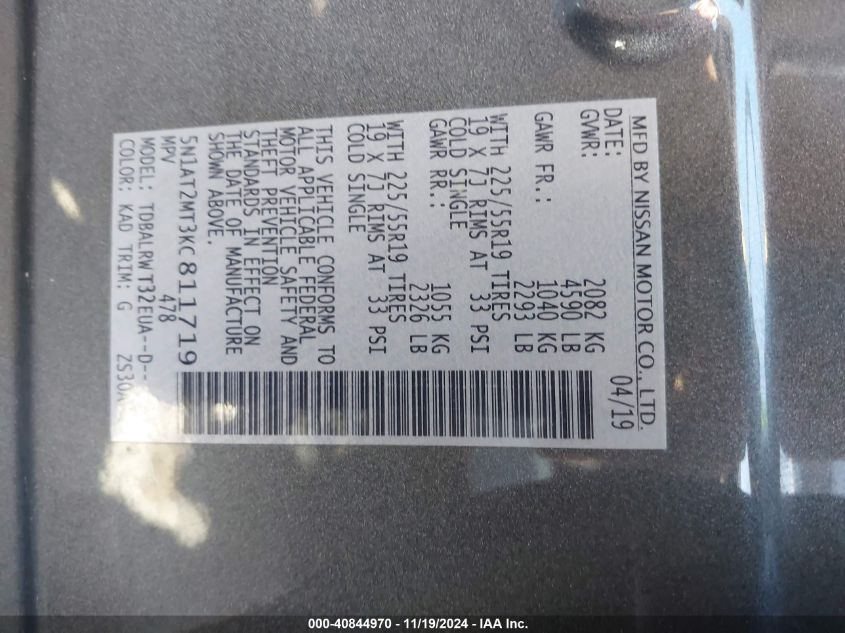 MFD BY NISSAN MOTOR CO., LTD.
DATE: 04/19
GVWR: 2082 KG
4590 LB
GAWR FR.: 1040 KG
2293 LB
WITH 225/55R19 TIRES
19 X 7J RIMS AT 33 PSI
COLD SINGLE
GAWR RR.: 1055 KG
2326 LB
WITH 225/55R19 TIRES
19 X 7J RIMS AT 33 PSI
COLD SINGLE
THIS VEHICLE CONFORMS TO
ALL APPLICABLE FEDERAL
MOTOR VEHICLE SAFETY AND
THEFT PREVENTION
STANDARDS IN EFFECT ON
THE DATE OF MANUFACTURE
SHOWN ABOVE.
5N1AT2MT3KC811719
MPV 478
MODEL: TDBALRWT32EUA--D--
COLOR: KAD TRIM: G
000-40844970 - 11/19/2024 - IAA Inc.